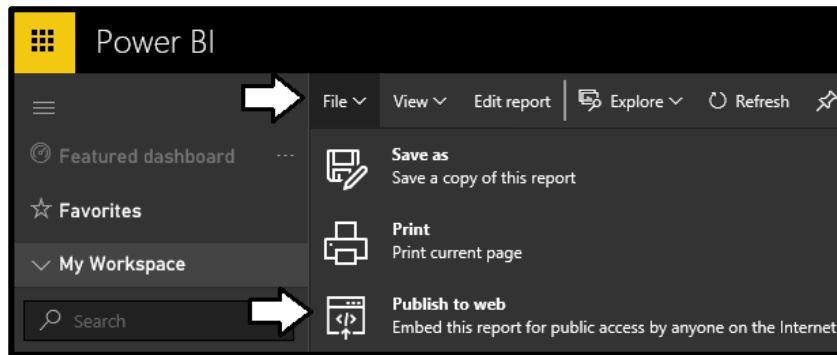 Power BI
File View Edit report Explore Refresh
Featured dashboard ...
Favorites
My Workspace
Search
Save as
Save a copy of this report
Print
Print current page
Publish to web
Embed this report for public access by anyone on the Internet